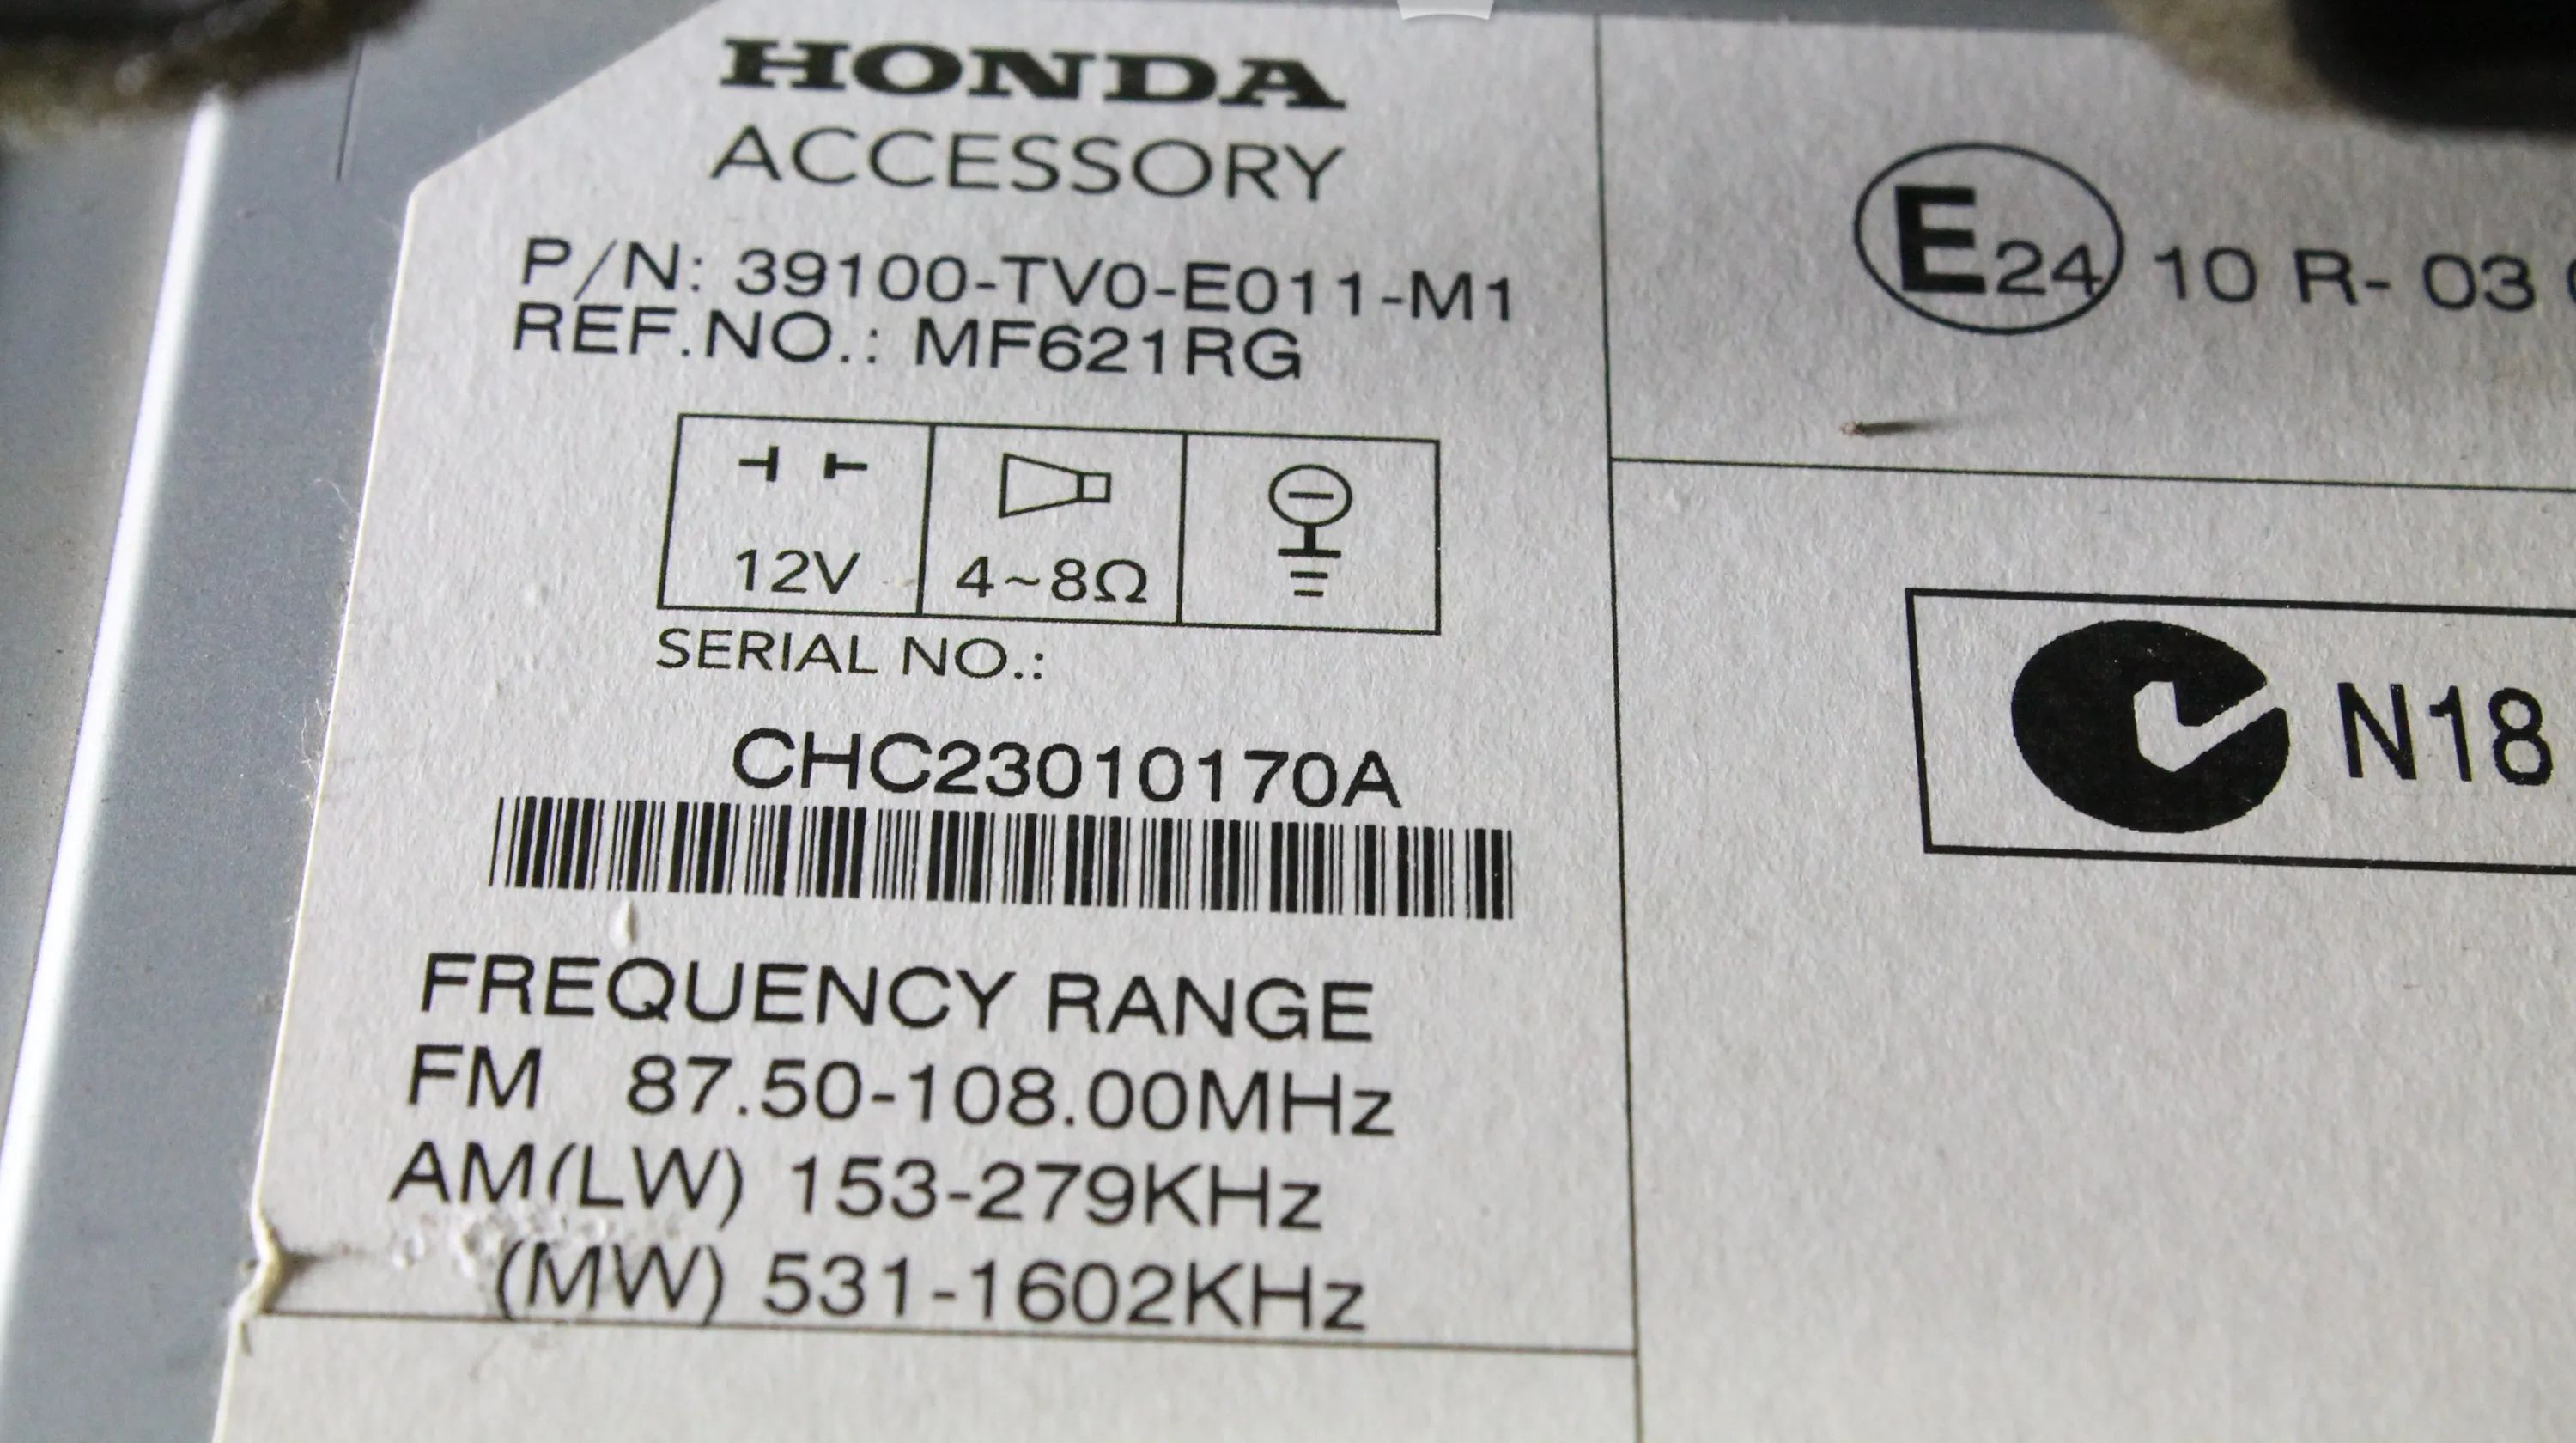 HONDA
ACCESSORY
P/N: 39100-TV0-E011-M1
REF.NO.: MF621RG
12V
4~8Ω
SERIAL NO.:
CHC23010170A
FREQUENCY RANGE
FM 87.50-108.00MHz
AM(LW) 153-279KHz
(MW) 531-1602KHz
E24 10 R- 03
N18